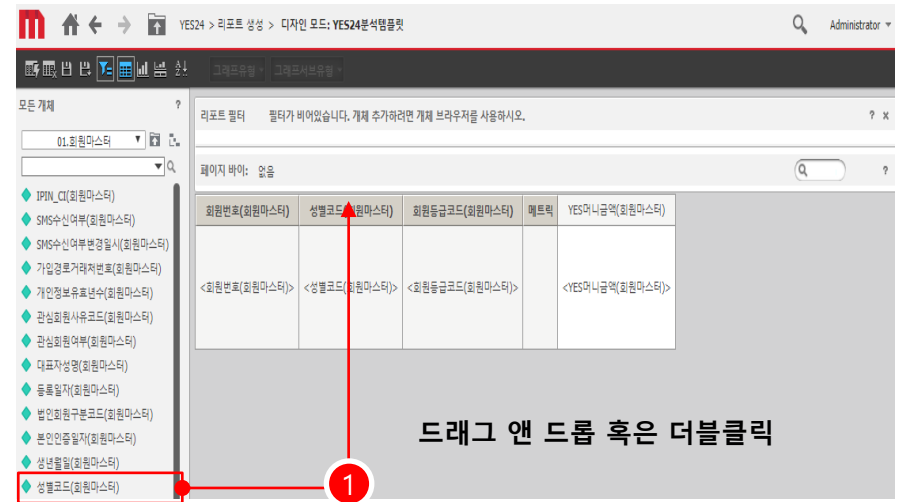 YES24 > 리포트 생성 > 디자인 모드: YES24분석템플릿
Administrator
그래프유형 그래프서브유형
모든 개체 ?
01.회원마스터
리포트 필터 필터가 비어있습니다. 개체 추가하려면 개체 브라우저를 사용하시오. ? x
페이지 바이: 없음 ?
IPIN_CI(회원마스터)
SMS수신여부(회원마스터)
SMS수신여부변경일시(회원마스터)
가입경로거래처번호(회원마스터)
개인정보유효년수(회원마스터)
관심회원사유코드(회원마스터)
관심회원여부(회원마스터)
대표자성명(회원마스터)
등록일자(회원마스터)
법인회원구분코드(회원마스터)
본인인증일자(회원마스터)
생년월일(회원마스터)
성별코드(회원마스터)
회원번호(회원마스터) 성별코드(회원마스터) 회원등급코드(회원마스터) 메트릭 YES머니금액(회원마스터)
<회원번호(회원마스터)> <성별코드(회원마스터)> <회원등급코드(회원마스터)> <YES머니금액(회원마스터)>
드래그 앤 드롭 혹은 더블클릭
1